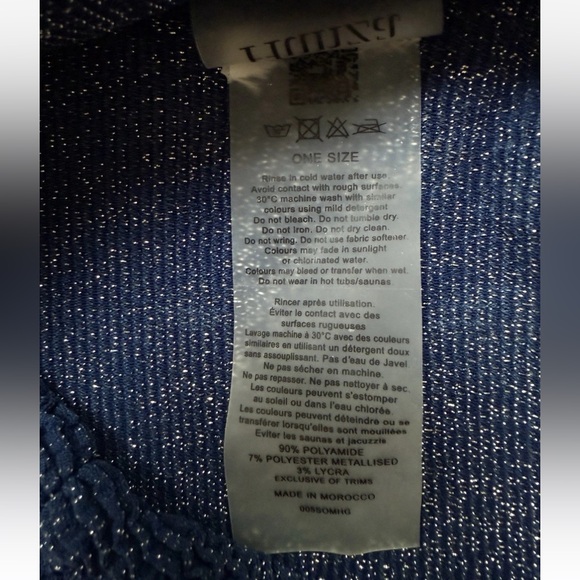 ONE SIZE
Rinse in cold water after use.
Avoid contact with rough surfaces.
30°C machine wash with similar
colours using mild detergent
Do not bleach. Do not tumble dry.
Do not Iron. Do not dry clean.
Do not wring. Do not use fabric softener.
Colours may fade in sunlight
or chlorinated water.
Colours may bleed or transfer when wet.
Do not wear in hot tubs/saunas.
Rincer après utilisation.
Éviter le contact avec des
surfaces rugueuses
Lavage machine à 30°C avec des couleurs
similaires en utilisant un détergent doux
sans assouplissant. Pas d'eau de Javel.
Ne pas sécher en machine.
Ne pas repasser. Ne pas nettoyer à sec.
Les couleurs peuvent s'estomper
au soleil ou dans l'eau chlorée.
Les couleurs peuvent déteindre ou se
transférer lorsqu'elles sont mouillées
Éviter les saunas et jacuzzis
90% POLYAMIDE
7% POLYESTER METALLISED
3% LYCRA
EXCLUSIVE OF TRIMS
MADE IN MOROCCO